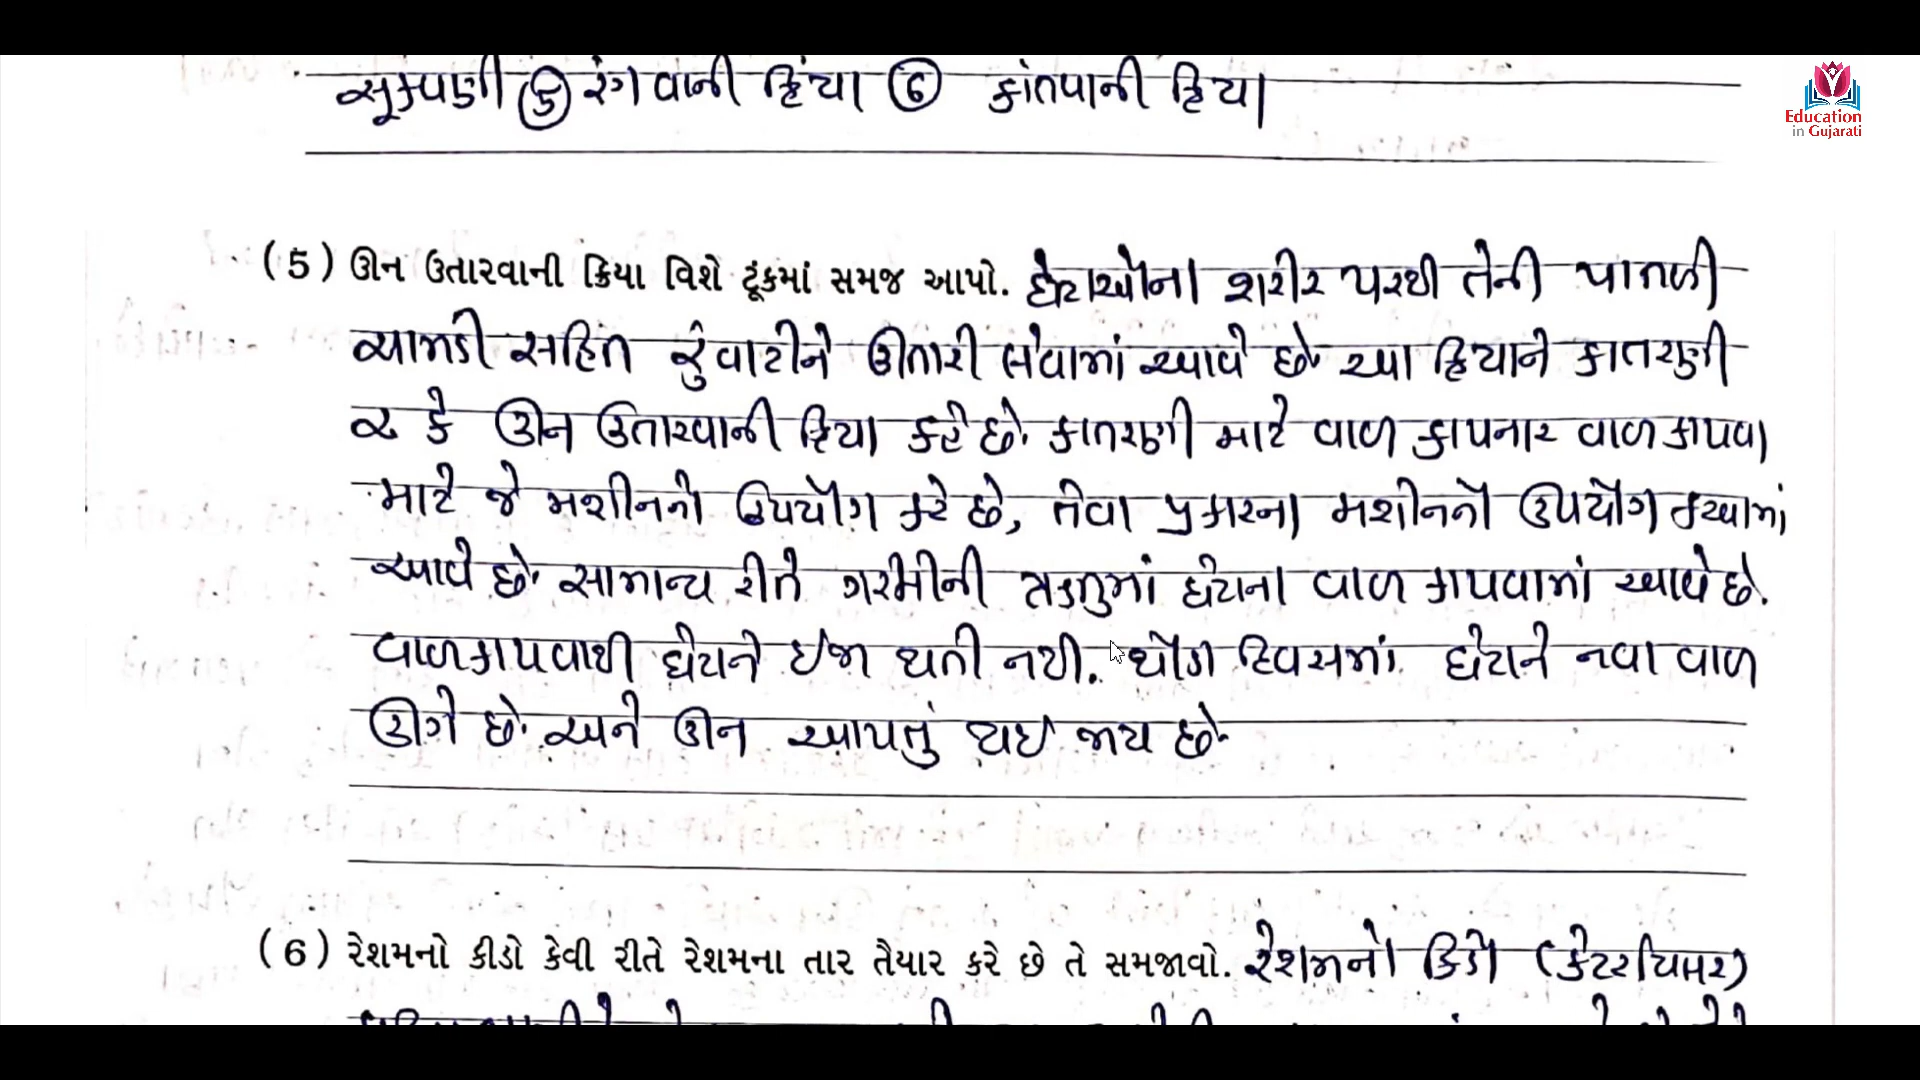 સૂકવણી ⑤ રંગવાની ક્રિયા ⑥ કાંતવાની ક્રિયા
Education
in Gujarati
(5) ઊન ઉતારવાની ક્રિયા વિશે ટૂંકમાં સમજ આપો. ઘેટાઓના શરીર પરથી તેની પાતળી
ચામડી સહિત રુંવાટીને ઊતારી લેવામાં આવે છે. આ ક્રિયાને કાતરણી
કે ઊન ઉતારવાની ક્રિયા કહે છે. કાતરણી માટે વાળ કાપનાર વાળ કાપવા
માટે જે મશીનનો ઉપયોગ કરે છે, તેવા પ્રકારના મશીનનો ઉપયોગ કરવામાં
આવે છે. સામાન્ય રીતે ગરમીની ઋતુમાં ઘેટાના વાળ કાપવામાં આવે છે.
વાળકાપવાથી ઘેટાને ઈજા થતી નથી. થોડા દિવસમાં ઘેટાને નવા વાળ
ઊગે છે. અને ઊન આપતું થઈ જાય છે.
(6) રેશમનો કીડો કેવી રીતે રેશમના તાર તૈયાર કરે છે તે સમજાવો. રેશમનો કિડો (કેટરપિલર)